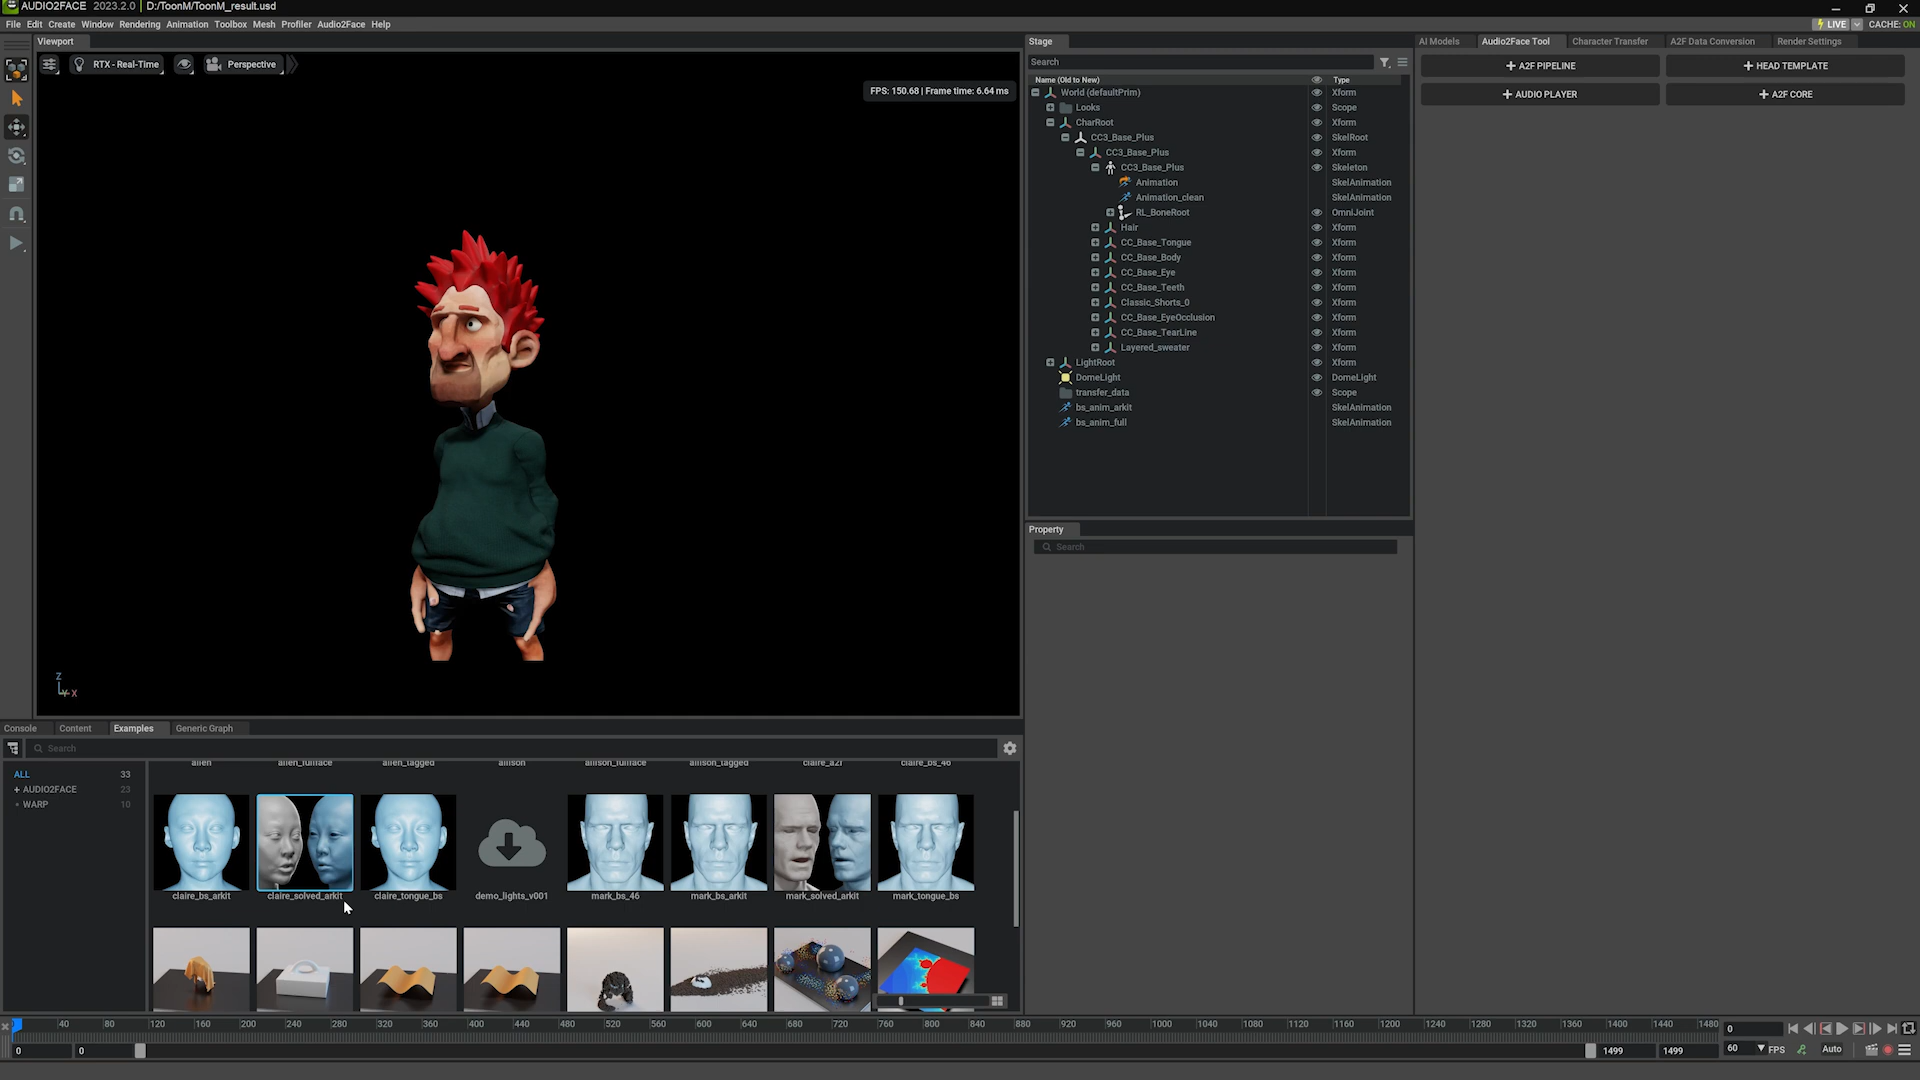 AUDIO2FACE 2023.2.0 | D:/ToonM/ToonM_result.usd
File Edit Create Window Rendering Animation Toolbox Mesh Profiler Audio2Face Help
LIVE CACHE: ON
Viewport
RTX - Real-Time
Perspective
FPS: 150.68 | Frame time: 6.64 ms
Z
Y X
Stage
Search
Name (Old to New) Type
World (defaultPrim) Xform
Looks Scope
CharRoot Xform
CC3_Base_Plus SkelRoot
CC3_Base_Plus Xform
CC3_Base_Plus Skeleton
Animation SkelAnimation
Animation_clean SkelAnimation
RL_BoneRoot OmniJoint
Hair Xform
CC_Base_Tongue Xform
CC_Base_Body Xform
CC_Base_Eye Xform
CC_Base_Teeth Xform
Classic_Shorts_0 Xform
CC_Base_EyeOcclusion Xform
CC_Base_TearLine Xform
Layered_sweater Xform
LightRoot Xform
DomeLight DomeLight
transfer_data Scope
bs_anim_arkit SkelAnimation
bs_anim_full SkelAnimation
Property
Search
AI Models Audio2Face Tool Character Transfer A2F Data Conversion Render Settings
+ A2F PIPELINE + HEAD TEMPLATE
+ AUDIO PLAYER + A2F CORE
Console Content Examples Generic Graph
Search
ALL 33
+ AUDIO2FACE 23
WARP 10
allen allen_fullface allen_tagged allison allison_fullface allison_tagged claire_a2f claire_bs_46
claire_bs_arkit claire_solved_arkit claire_tongue_bs demo_lights_v001 mark_bs_46 mark_bs_arkit mark_solved_arkit mark_tongue_bs
40 80 120 160 200 240 280 320 360 400 440 480 520 560 600 640 680 720 760 800 840 880 920 960 1000 1040 1080 1120 1160 1200 1240 1280 1320 1360 1400 1440 1480 0
0 0 1499 1499 60 FPS Auto